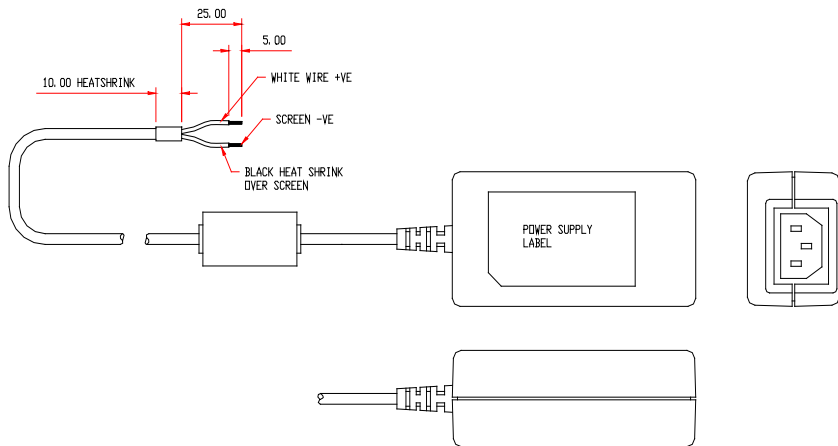 25.00
5.00
10.00 HEATSHRINK
WHITE WIRE +VE
SCREEN -VE
BLACK HEAT SHRINK
OVER SCREEN
POWER SUPPLY
LABEL